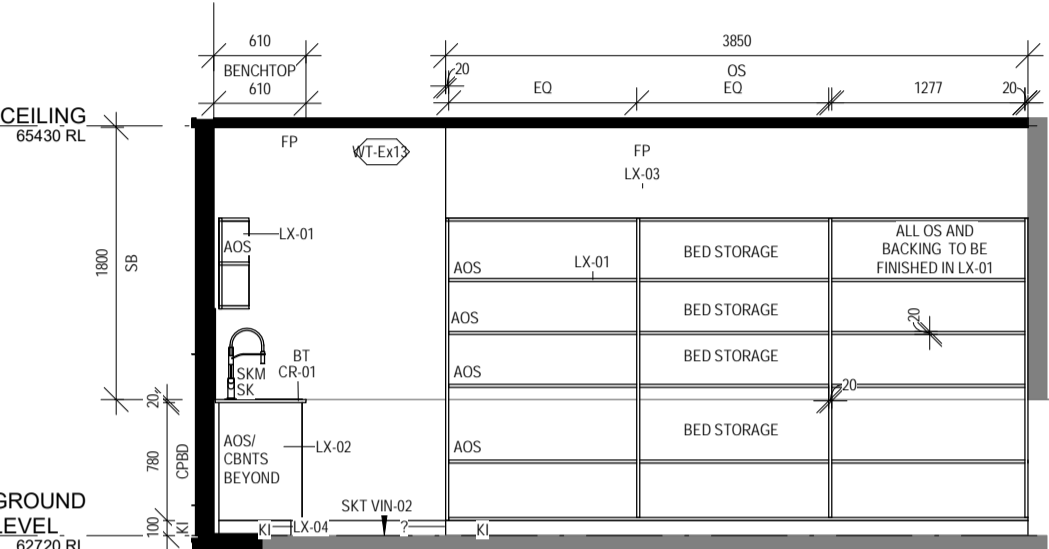 610
3850
BENCHTOP
20
OS
610
EQ
EQ
1277
20
CEILING
65430 RL
FP
WT-Ex13
FP
LX-03
1800
SB
AOS
LX-01
ALL OS AND
BACKING TO BE
FINISHED IN LX-01
BED STORAGE
AOS
LX-01
AOS
BED STORAGE
20
BED STORAGE
AOS
BT
CR-01
SKM
SK
20
20
BED STORAGE
AOS
780
CPBD
AOS/
CBNTS
BEYOND
LX-02
GROUND
LEVEL
62720 RL
100
KI
SKT VIN-02
KI
LX-04
?
KI